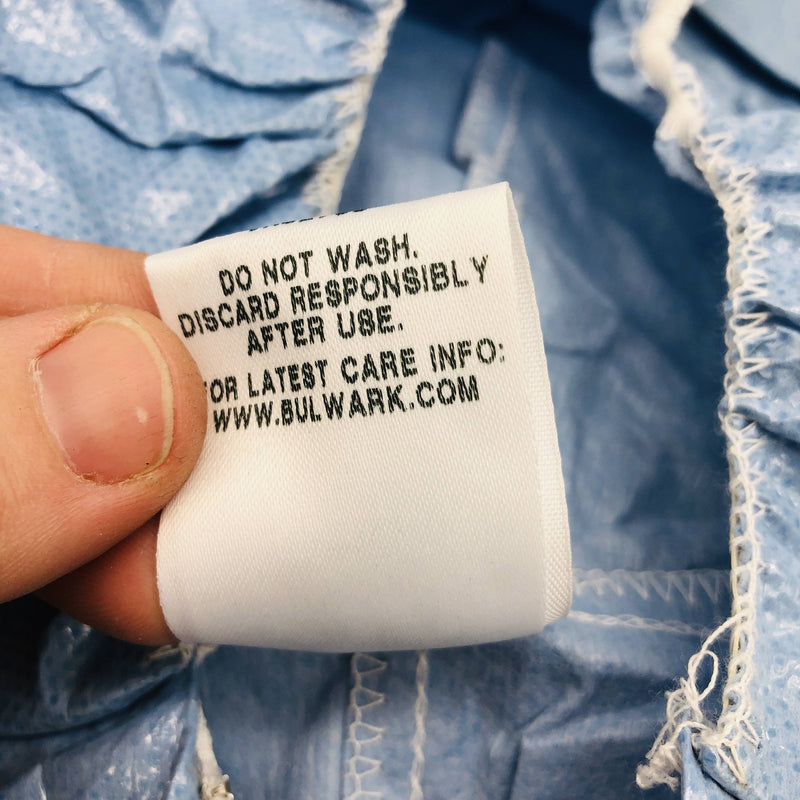 DO NOT WASH.
DISCARD RESPONSIBLY
AFTER USE.
FOR LATEST CARE INFO:
WWW.BULWARK.COM